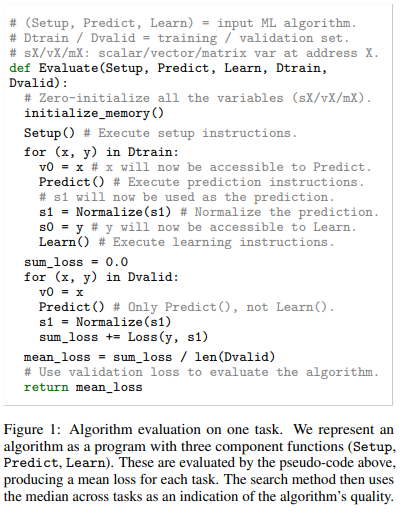 # (Setup, Predict, Learn) = input ML algorithm.
# Dtrain / Dvalid = training / validation set.
# sX/vX/mX: scalar/vector/matrix var at address X.
def Evaluate(Setup, Predict, Learn, Dtrain,
Dvalid):
# Zero-initialize all the variables (sX/vX/mX).
initialize_memory()
Setup() # Execute setup instructions.
for (x, y) in Dtrain:
v0 = x # x will now be accessible to Predict.
Predict() # Execute prediction instructions.
# s1 will now be used as the prediction.
s1 = Normalize(s1) # Normalize the prediction.
s0 = y # y will now be accessible to Learn.
Learn() # Execute learning instructions.
sum_loss = 0.0
for (x, y) in Dvalid:
v0 = x
Predict() # Only Predict(), not Learn().
s1 = Normalize(s1)
sum_loss += Loss(y, s1)
mean_loss = sum_loss / len(Dvalid)
# Use validation loss to evaluate the algorithm.
return mean_loss
Figure 1: Algorithm evaluation on one task. We represent an
algorithm as a program with three component functions (Setup,
Predict, Learn). These are evaluated by the pseudo-code above,
producing a mean loss for each task. The search method then uses
the median across tasks as an indication of the algorithm's quality.